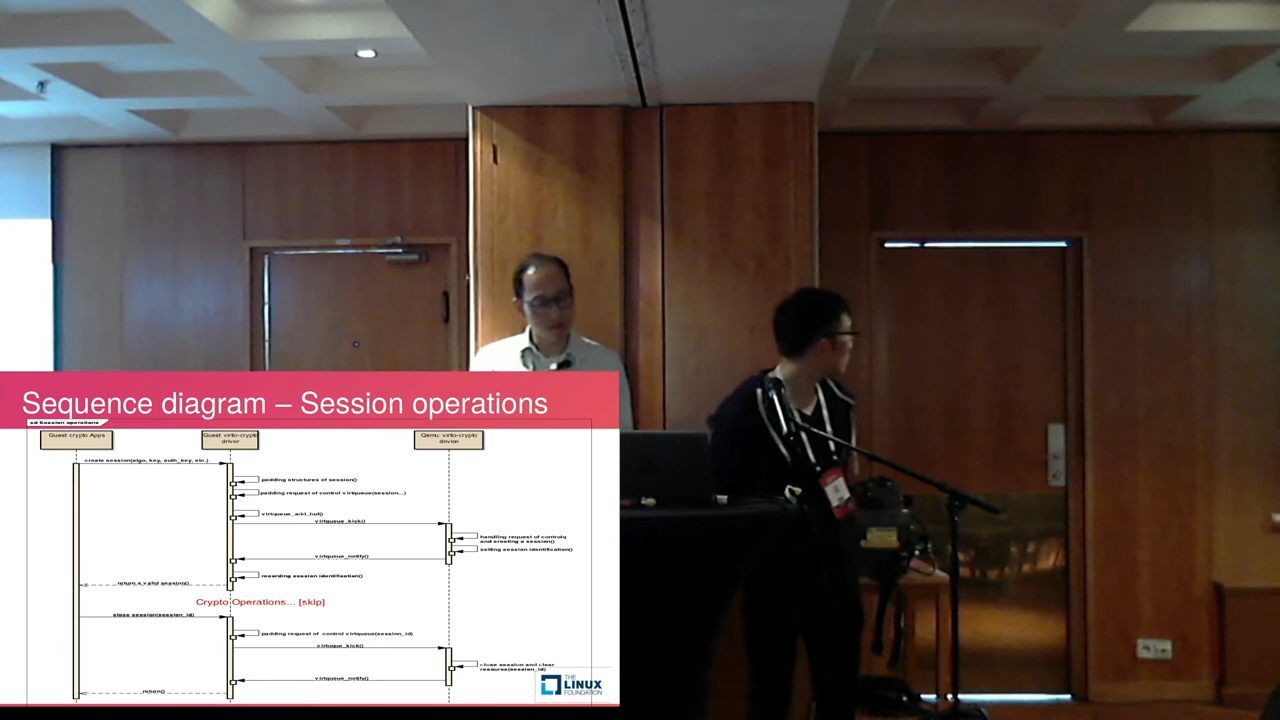 Sequence diagram – Session operations
sd Session operations
Guest crypto Apps
Guest: virtio-crypto
driver
Qemu: virtio-crypto
device
create session(algo, key, auth_key, etc.)
padding structures of session()
padding request of control virtqueue(session...)
virtqueue_add_buf()
virtqueue_kick()
handling request of controlq
and creating a session()
setting session identification()
virtqueue_notify()
recording session identification()
return a valid session()
Crypto Operations... [skip]
close session(session_id)
padding request of control virtqueue(session_id)
virtuque_kick()
close session and clear
resources(session_id)
virtqueue_notify()
return()
THE
LINUX
FOUNDATION